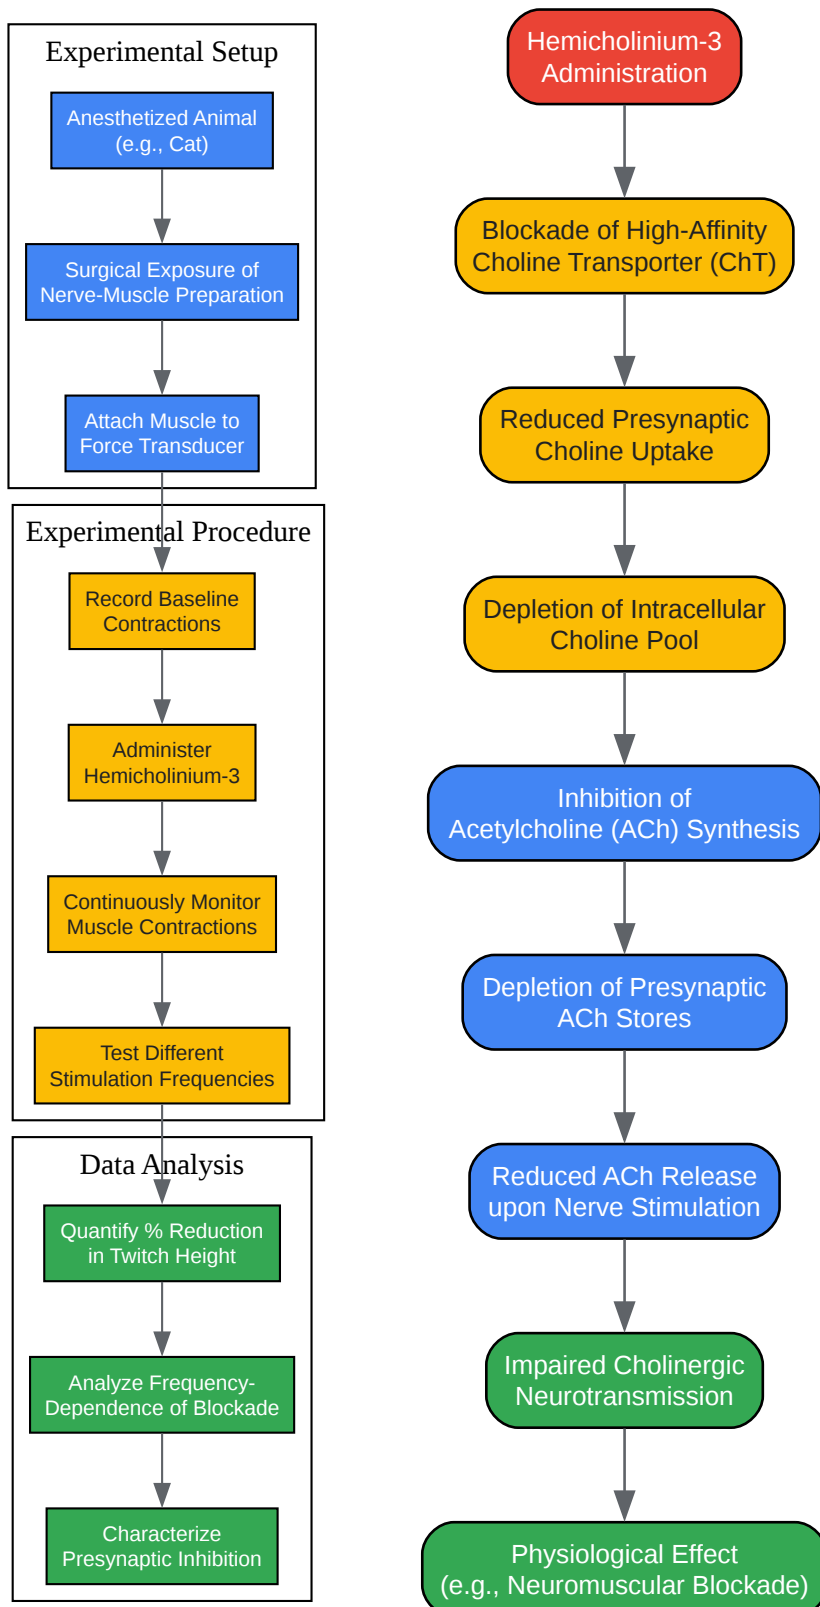 Experimental Setup
Anesthetized Animal
(e.g., Cat)
Surgical Exposure of
Nerve-Muscle Preparation
Attach Muscle to
Force Transducer
Experimental Procedure
Record Baseline
Contractions
Administer
Hemicholinium-3
Continuously Monitor
Muscle Contractions
Test Different
Stimulation Frequencies
Data Analysis
Quantify % Reduction
in Twitch Height
Analyze Frequency-
Dependence of Blockade
Characterize
Presynaptic Inhibition
Hemicholinium-3
Administration
Blockade of High-Affinity
Choline Transporter (ChT)
Reduced Presynaptic
Choline Uptake
Depletion of Intracellular
Choline Pool
Inhibition of
Acetylcholine (ACh) Synthesis
Depletion of Presynaptic
ACh Stores
Reduced ACh Release
upon Nerve Stimulation
Impaired Cholinergic
Neurotransmission
Physiological Effect
(e.g., Neuromuscular Blockade)